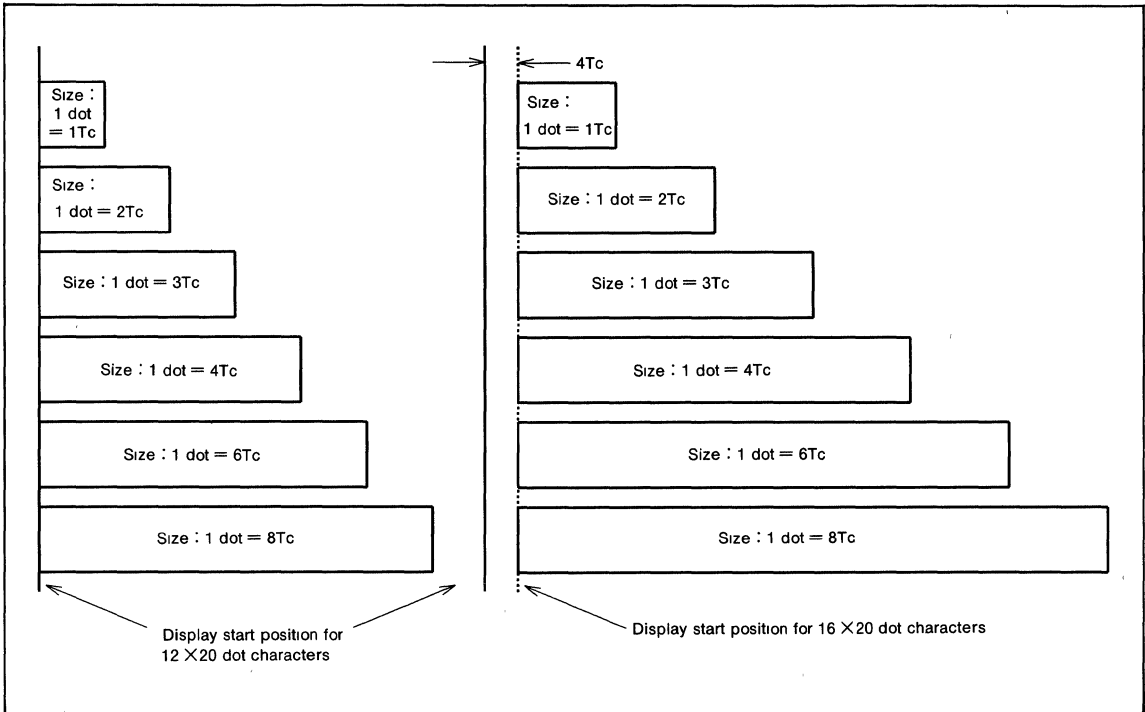 4Tc
Size :
1 dot
= 1Tc
Size :
1 dot = 1Tc
Size :
1 dot = 2Tc
Size : 1 dot = 2Tc
Size : 1 dot = 3Tc
Size : 1 dot = 3Tc
Size : 1 dot = 4Tc
Size : 1 dot = 4Tc
Size : 1 dot = 6Tc
Size : 1 dot = 6Tc
Size : 1 dot = 8Tc
Size : 1 dot = 8Tc
Display start position for
12 ×20 dot characters
Display start position for 16 ×20 dot characters